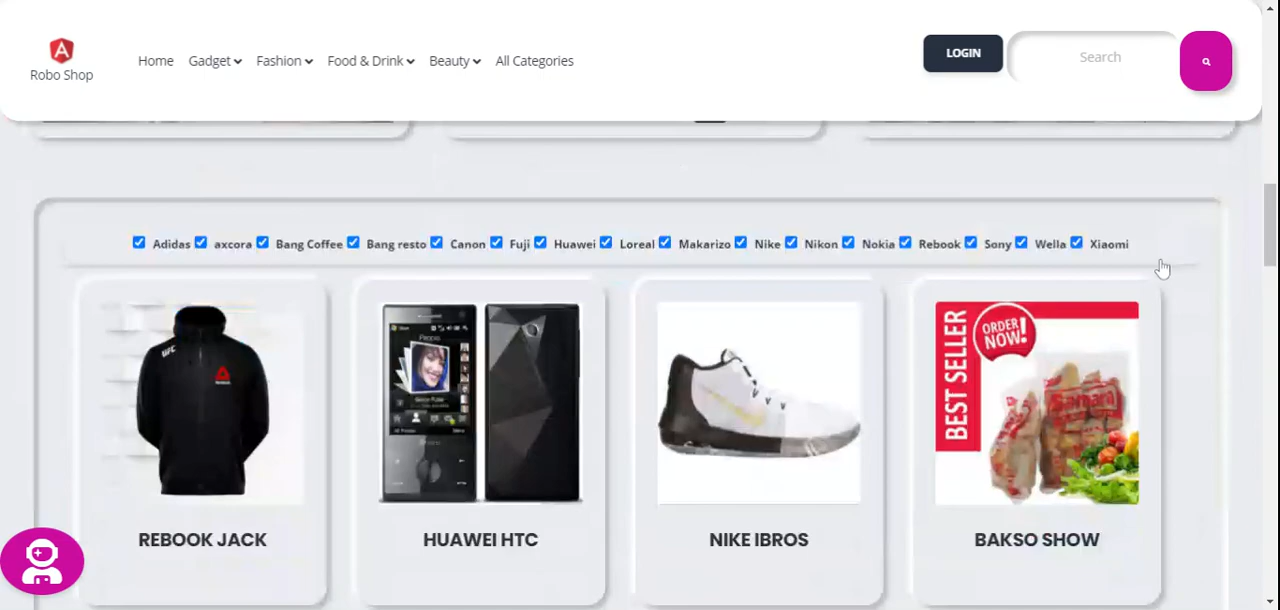 Home Gadget Fashion Food & Drink Beauty All Categories LOGIN Search
Robo Shop
Adidas axcora Bang Coffee Bang resto Canon Fuji Huawei Loreal Makarizo Nike Nikon Nokia Rebook Sony Wella Xiaomi
UFC
People
BEST SELLER
ORDER NOW!
REBOOK JACK HUAWEI HTC NIKE IBROS BAKSO SHOW